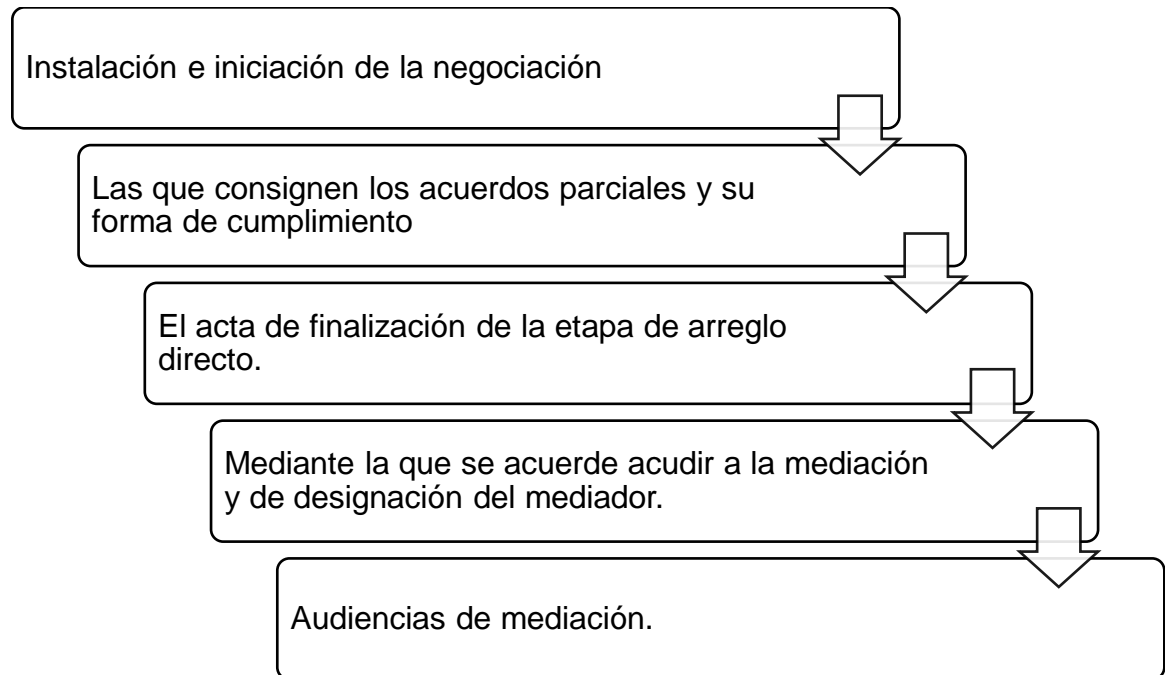 Instalación e iniciación de la negociación
Las que consignen los acuerdos parciales y su
forma de cumplimiento
El acta de finalización de la etapa de arreglo
directo.
Mediante la que se acuerde acudir a la mediación
y de designación del mediador.
Audiencias de mediación.